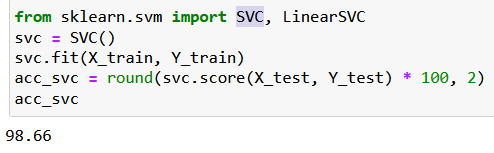 from sklearn.svm import SVC, LinearSVC
svc = SVC()
svc.fit(X_train, Y_train)
acc_svc = round(svc.score(X_test, Y_test) * 100, 2)
acc_svc
98.66